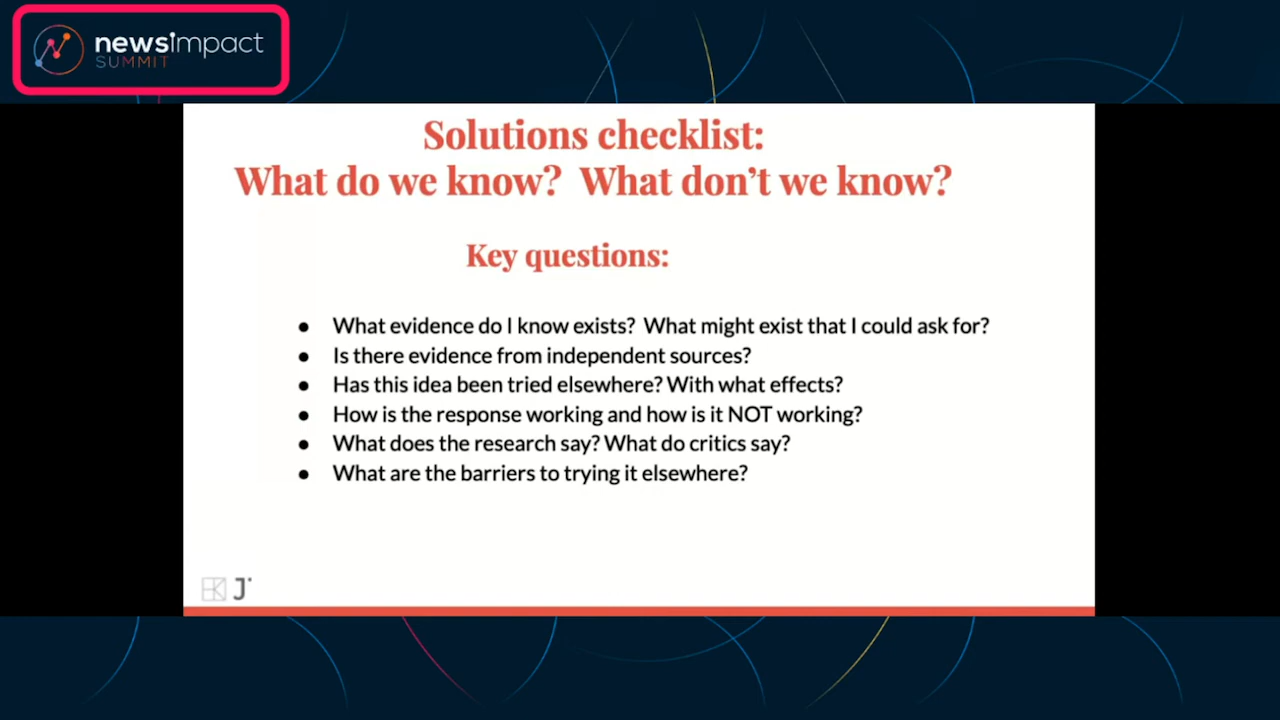 newsimpact
SUMMIT
Solutions checklist:
What do we know? What don't we know?
Key questions:
● What evidence do I know exists? What might exist that I could ask for?
● Is there evidence from independent sources?
● Has this idea been tried elsewhere? With what effects?
● How is the response working and how is it NOT working?
● What does the research say? What do critics say?
● What are the barriers to trying it elsewhere?
J